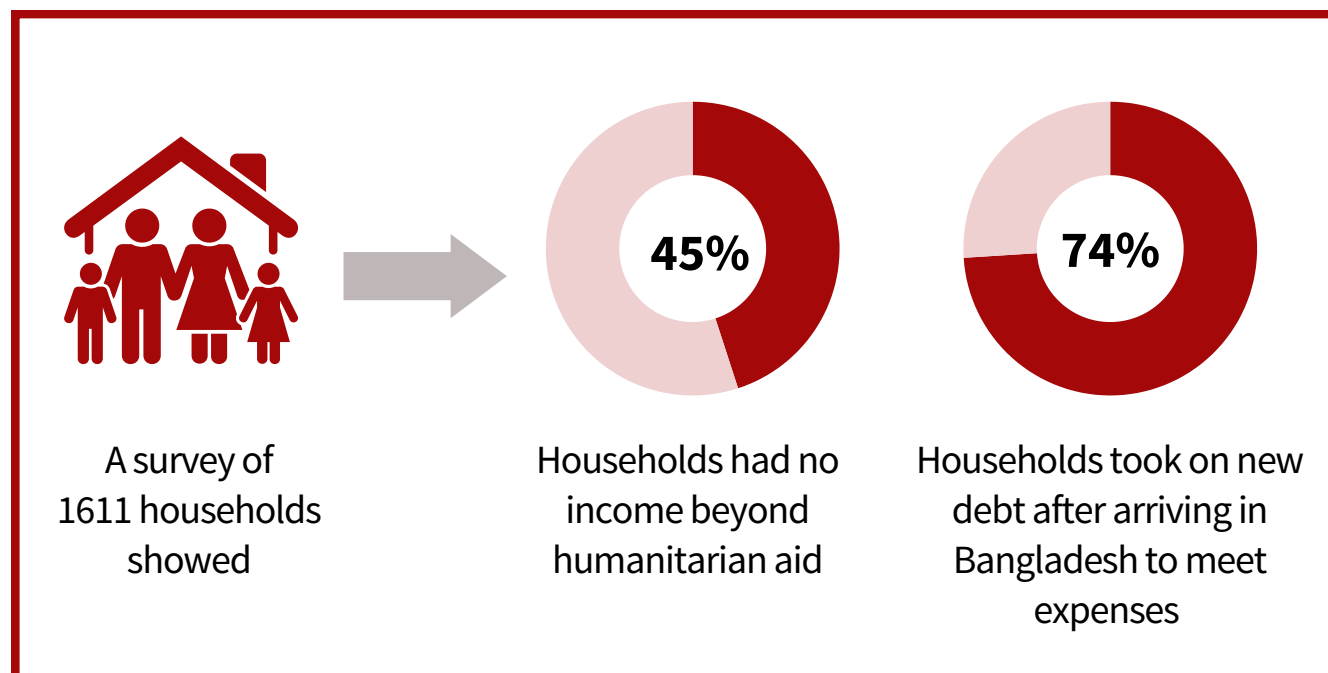 45%
74%
A survey of
1611 households
showed
Households had no
income beyond
humanitarian aid
Households took on new
debt after arriving in
Bangladesh to meet
expenses